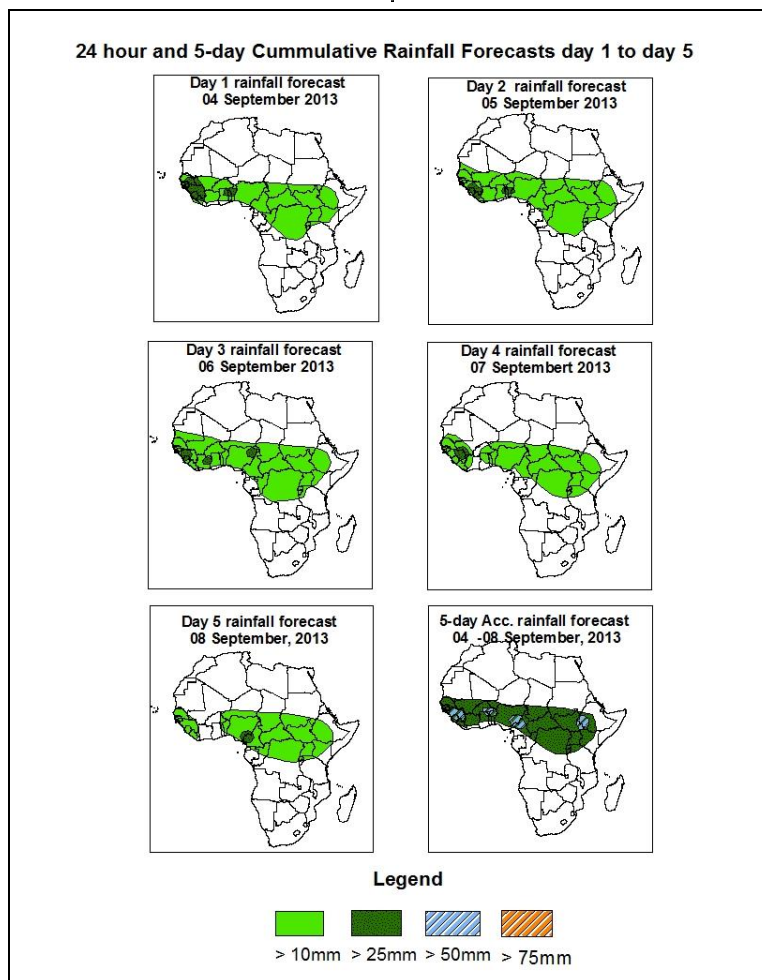 24 hour and 5-day Cummulative Rainfall Forecasts day 1 to day 5
Day 1 rainfall forecast
04 September 2013
Day 2 rainfall forecast
05 September 2013
Day 3 rainfall forecast
06 September 2013
Day 4 rainfall forecast
07 Septembert 2013
Day 5 rainfall forecast
08 September, 2013
5-day Acc. rainfall forecast
04 -08 September, 2013
Legend
> 10mm > 25mm > 50mm > 75mm